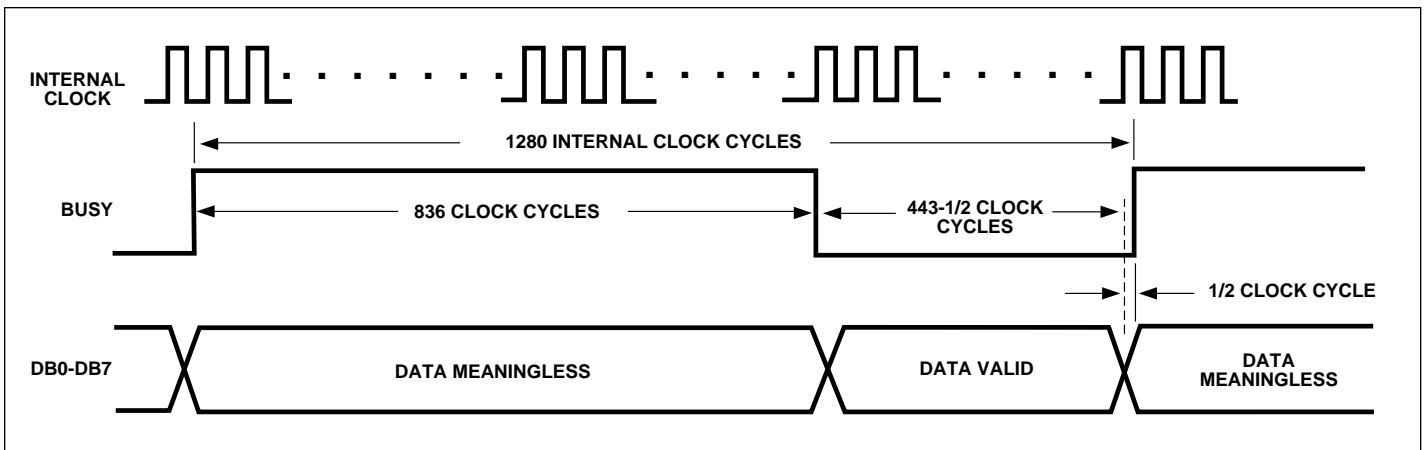 INTERNAL
CLOCK
1280 INTERNAL CLOCK CYCLES
BUSY
836 CLOCK CYCLES
443-1/2 CLOCK
CYCLES
1/2 CLOCK CYCLE
DB0-DB7
DATA MEANINGLESS
DATA VALID
DATA
MEANINGLESS